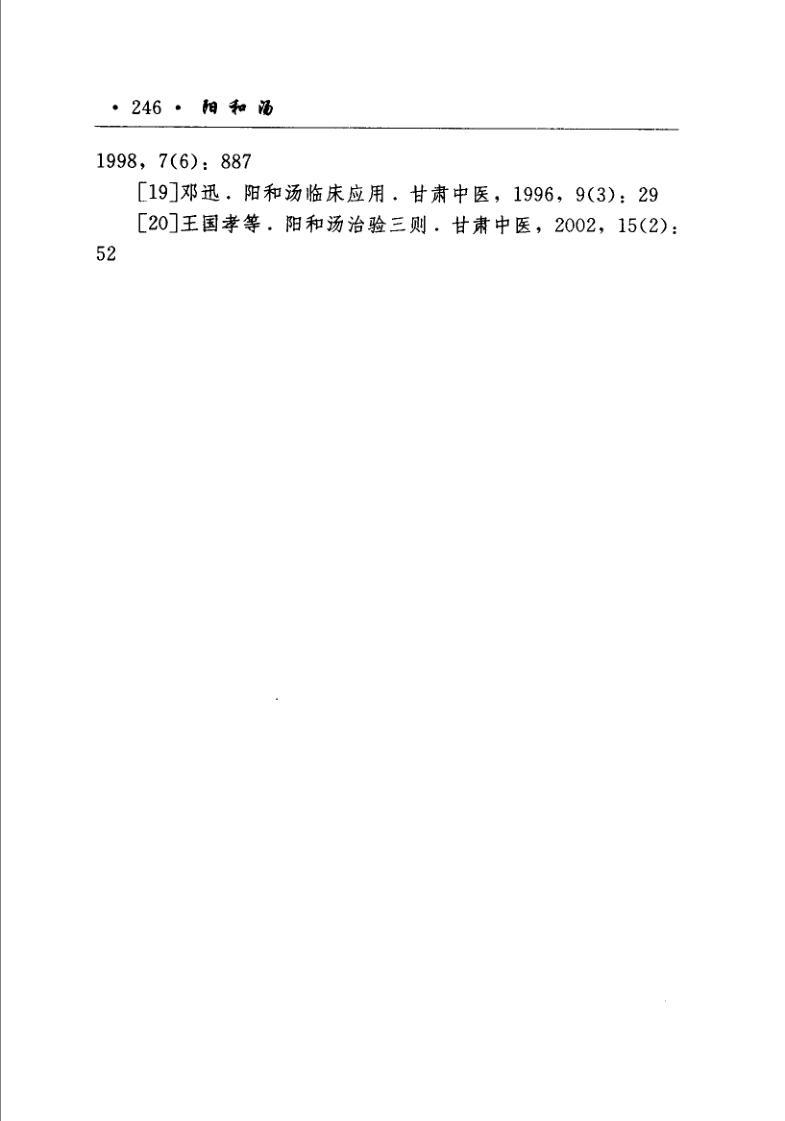 · 246 · 阳和汤
1998，7(6)：887
[19]邓迅．阳和汤临床应用．甘肃中医，1996，9(3)：29
[20]王国孝等．阳和汤治验三则．甘肃中医，2002，15(2)：
52